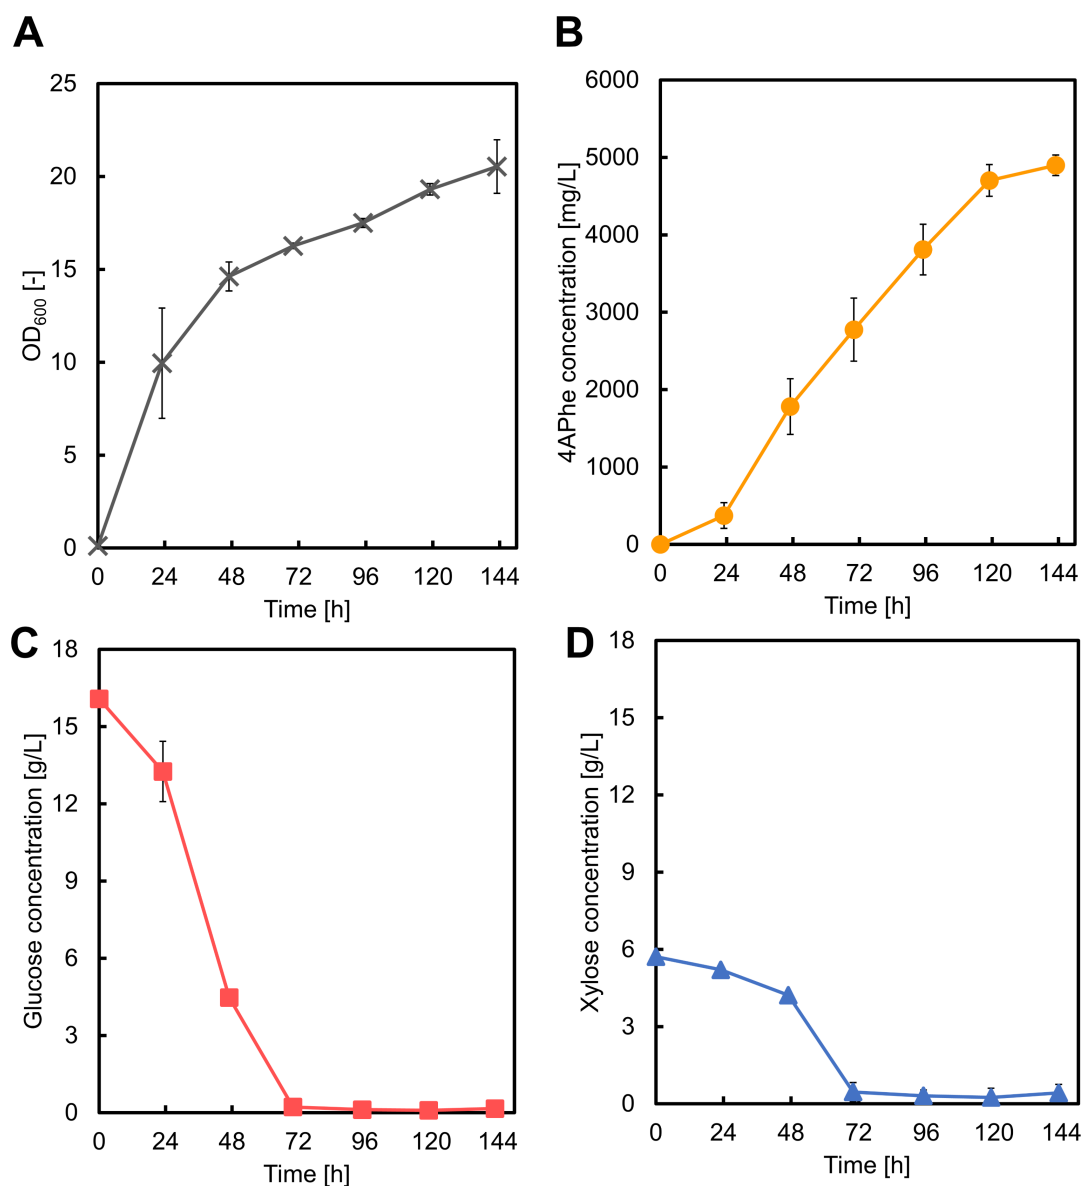 A
25
20
15
10
5
0
OD600 [-]
0 24 48 72 96 120 144
Time [h]
B
6000
5000
4000
3000
2000
1000
0
4APhe concentration [mg/L]
0 24 48 72 96 120 144
Time [h]
C
18
15
12
9
6
3
0
Glucose concentration [g/L]
0 24 48 72 96 120 144
Time [h]
D
18
15
12
9
6
3
0
Xylose concentration [g/L]
0 24 48 72 96 120 144
Time [h]